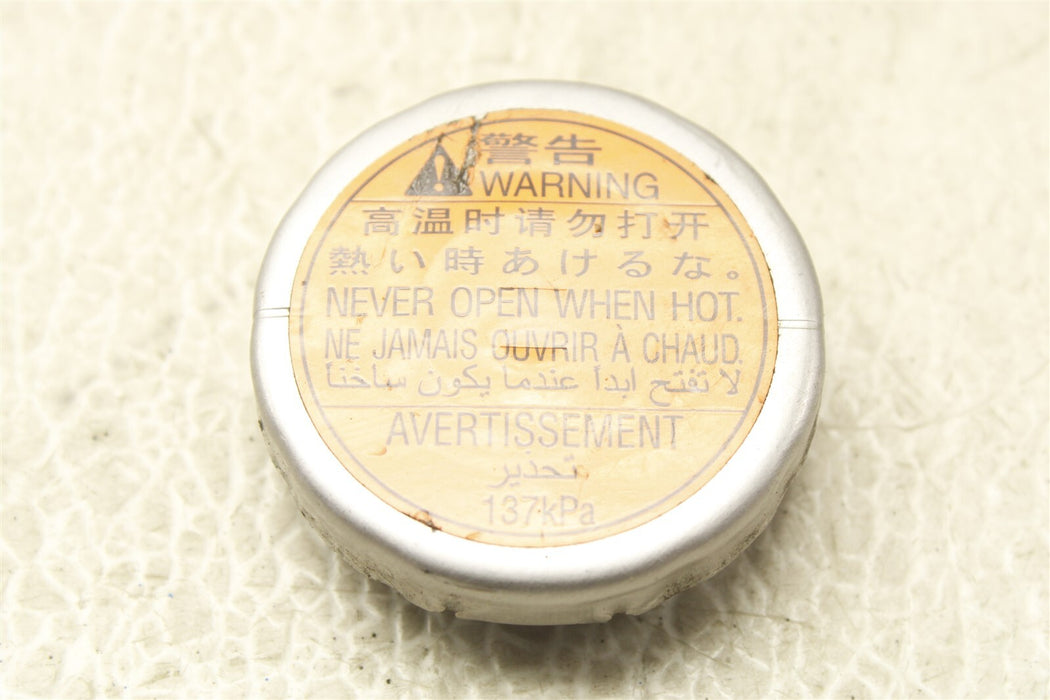 警告
WARNING
高温时请勿打开
熱い時あけるな。
NEVER OPEN WHEN HOT.
NE JAMAIS OUVRIR À CHAUD.
لا تفتح ابدأ عندما يكون ساخناً
AVERTISSEMENT
تحذير
137kPa